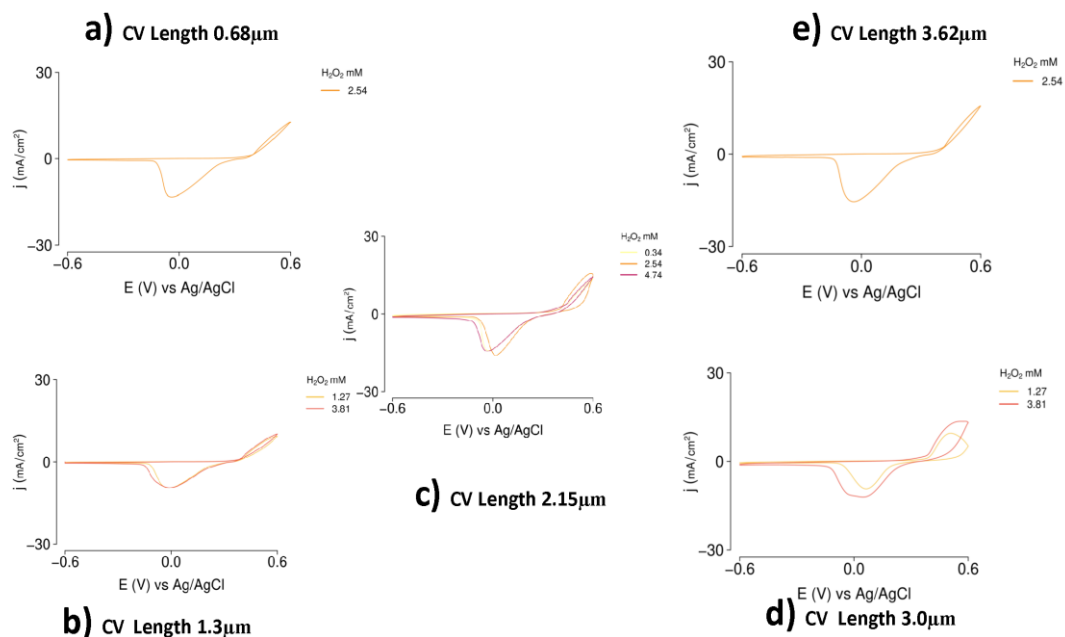 a) CV Length 0.68μm
H₂O₂ mM
2.54
30
0
−30
j (mA/cm²)
−0.6 0.0 0.6
E (V) vs Ag/AgCl
30
0
−30
j (mA/cm²)
H₂O₂ mM
1.27
3.81
−0.6 0.0 0.6
E (V) vs Ag/AgCl
b) CV Length 1.3μm
H₂O₂ mM
0.34
2.54
4.74
30
0
−30
j (mA/cm²)
−0.6 0.0 0.6
E (V) vs Ag/AgCl
c) CV Length 2.15μm
e) CV Length 3.62μm
H₂O₂ mM
2.54
30
0
−30
j (mA/cm²)
−0.6 0.0 0.6
E (V) vs Ag/AgCl
H₂O₂ mM
1.27
3.81
30
0
−30
j (mA/cm²)
−0.6 0.0 0.6
E (V) vs Ag/AgCl
d) CV Length 3.0μm